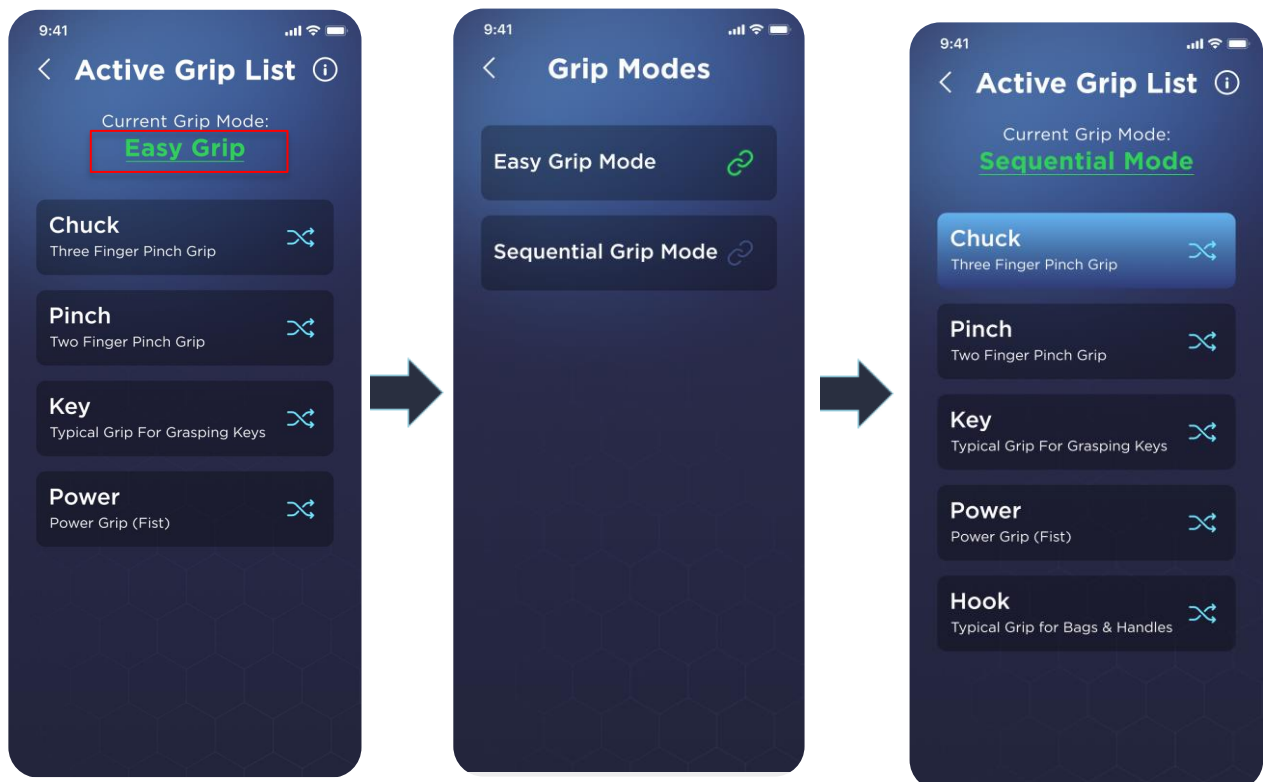 9:41
Active Grip List
Current Grip Mode:
Easy Grip
Chuck
Three Finger Pinch Grip
Pinch
Two Finger Pinch Grip
Key
Typical Grip For Grasping Keys
Power
Power Grip (Fist)
9:41
Grip Modes
Easy Grip Mode
Sequential Grip Mode
9:41
Active Grip List
Current Grip Mode:
Sequential Mode
Chuck
Three Finger Pinch Grip
Pinch
Two Finger Pinch Grip
Key
Typical Grip For Grasping Keys
Power
Power Grip (Fist)
Hook
Typical Grip for Bags & Handles